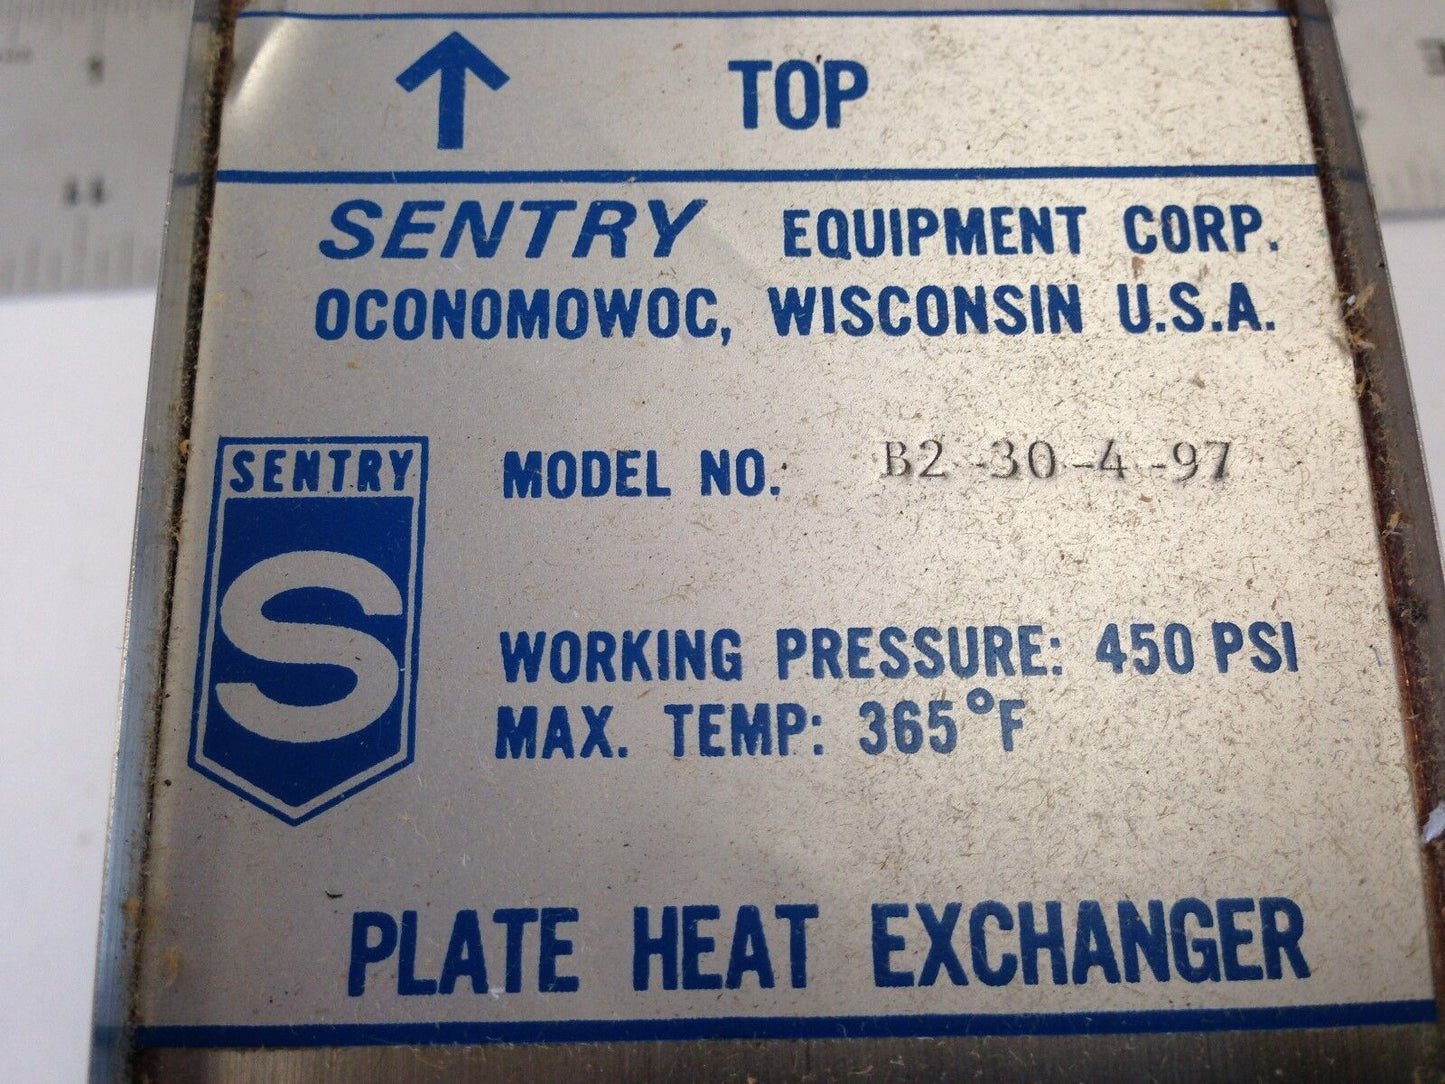 TOP
SENTRY EQUIPMENT CORP.
OCONOMOWOC, WISCONSIN U.S.A.
SENTRY
S
MODEL NO. B2-30-4-97
WORKING PRESSURE: 450 PSI
MAX. TEMP: 365°F
PLATE HEAT EXCHANGER